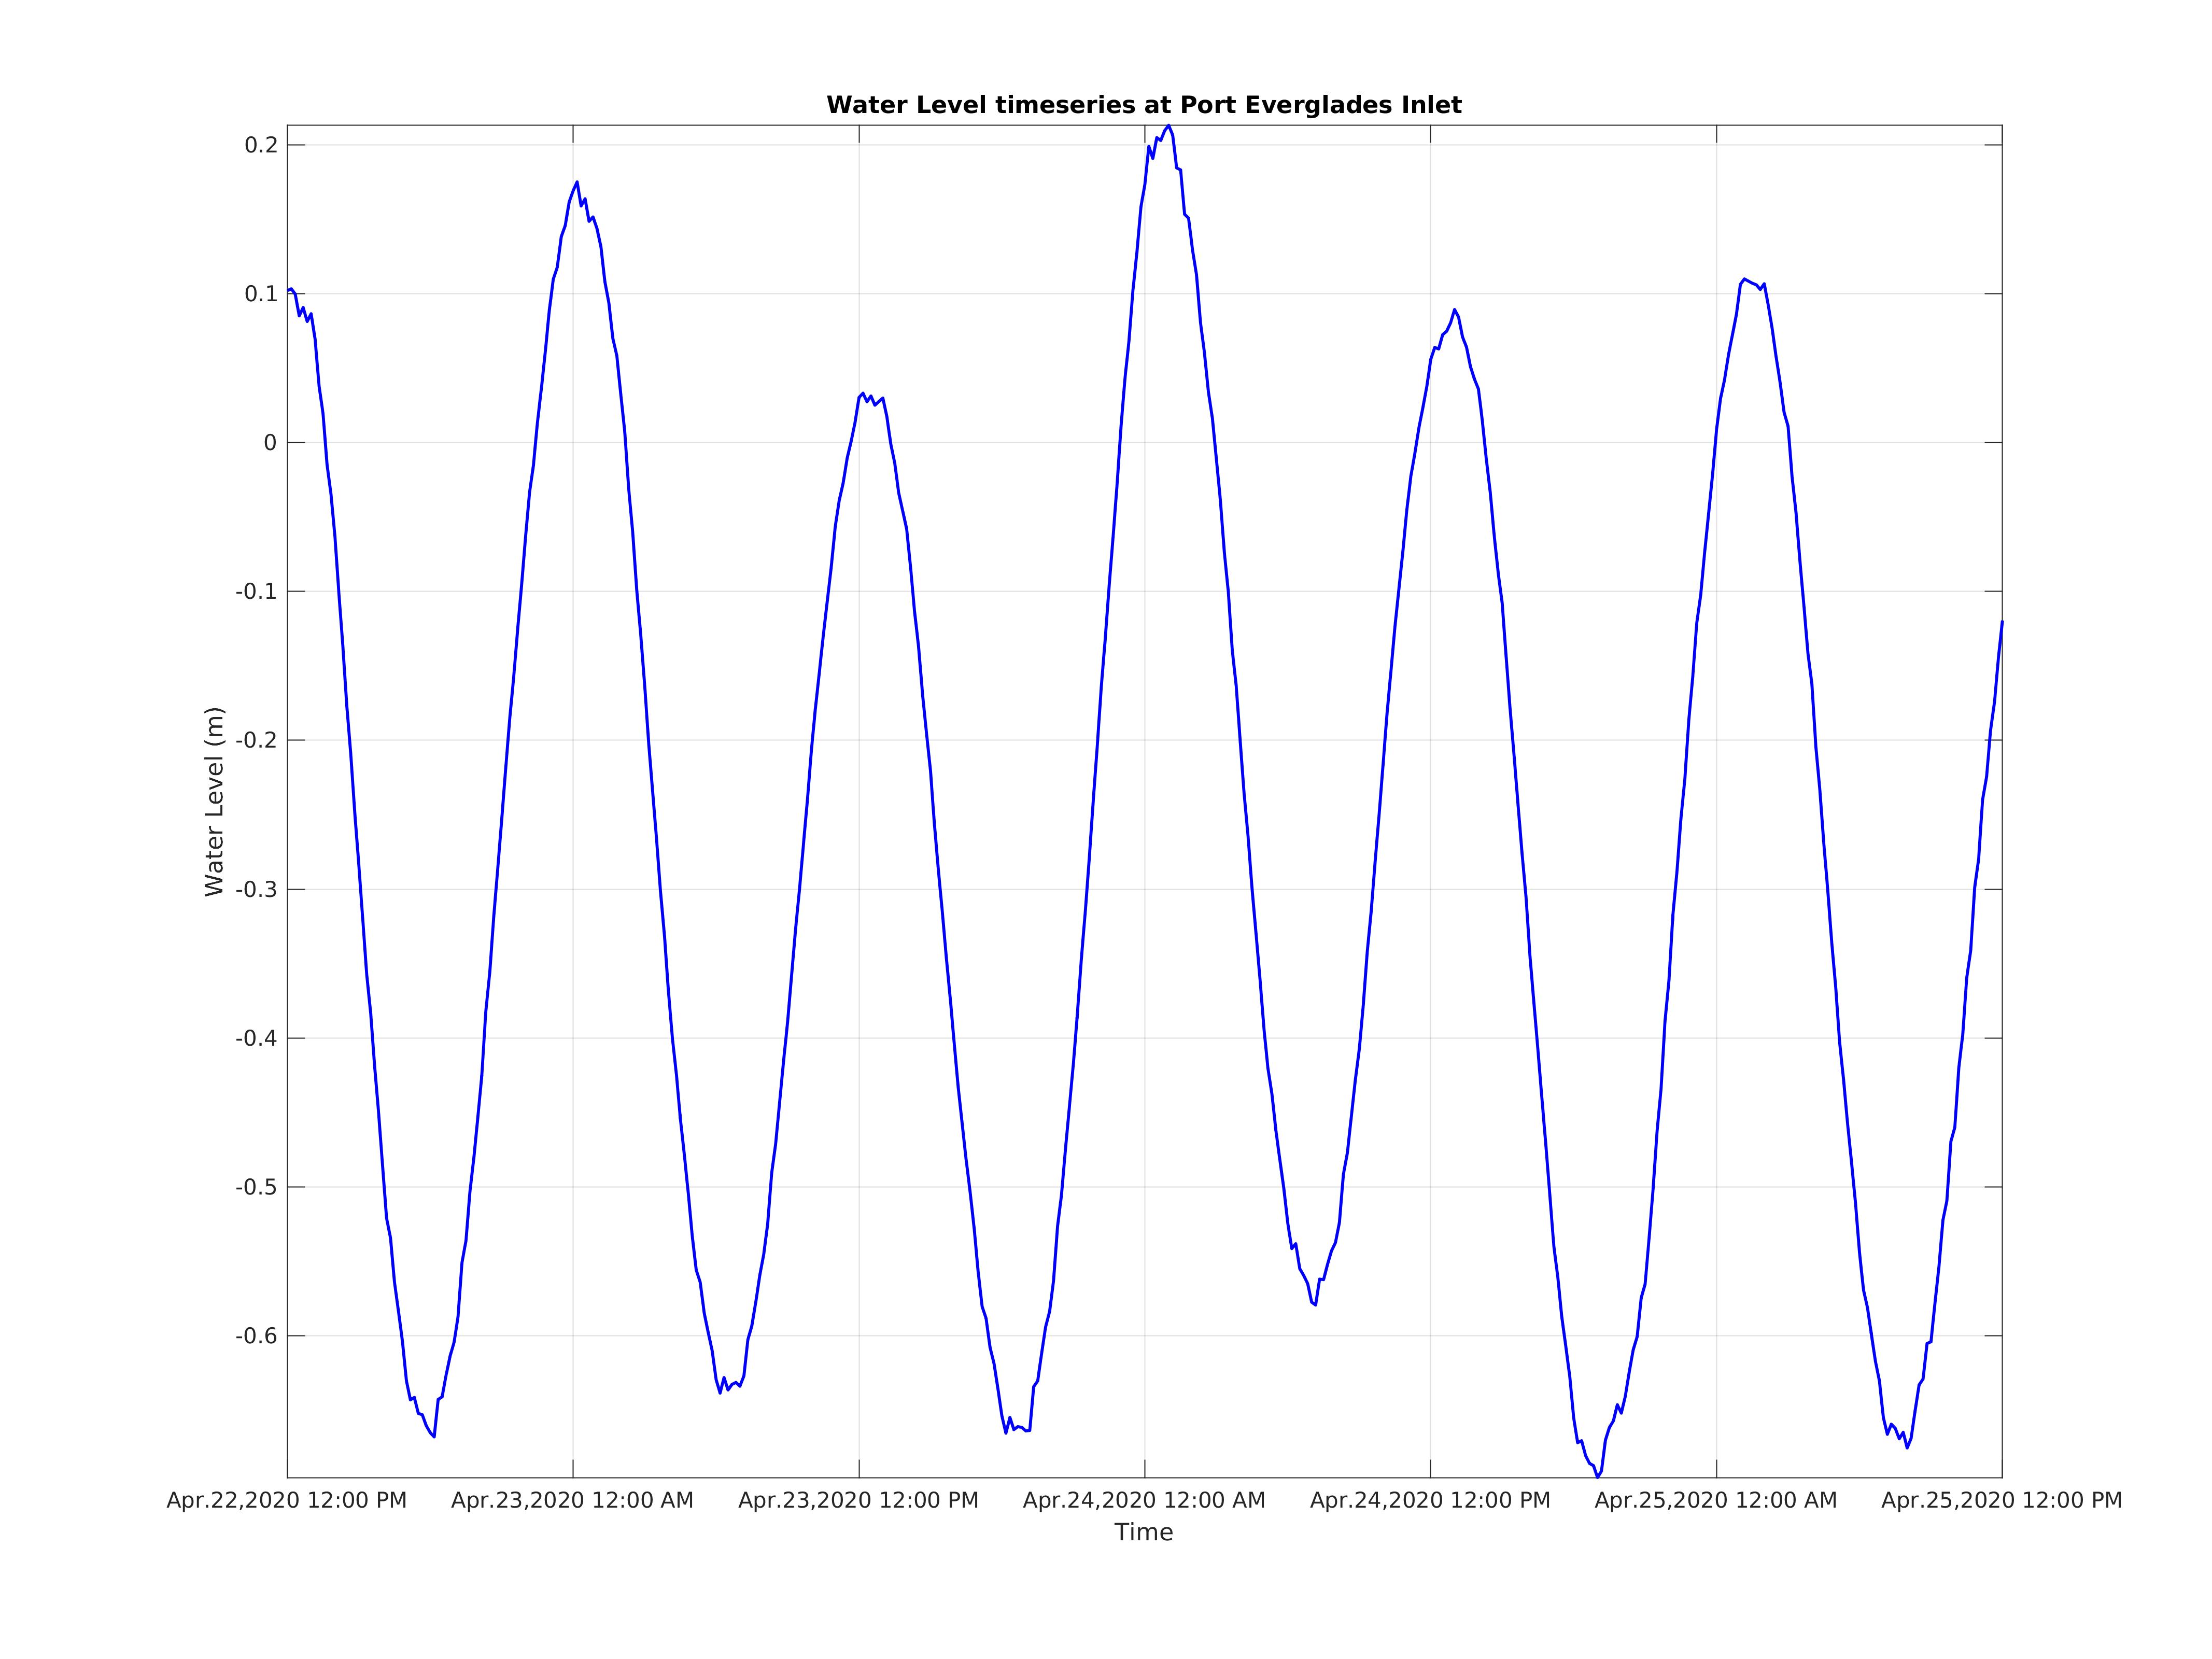 Water Level timeseries at Port Everglades Inlet
0.2
0.1
0
-0.1
-0.2
-0.3
-0.4
-0.5
-0.6
Water Level (m)
Apr.22,2020 12:00 PM Apr.23,2020 12:00 AM Apr.23,2020 12:00 PM Apr.24,2020 12:00 AM Apr.24,2020 12:00 PM Apr.25,2020 12:00 AM Apr.25,2020 12:00 PM
Time